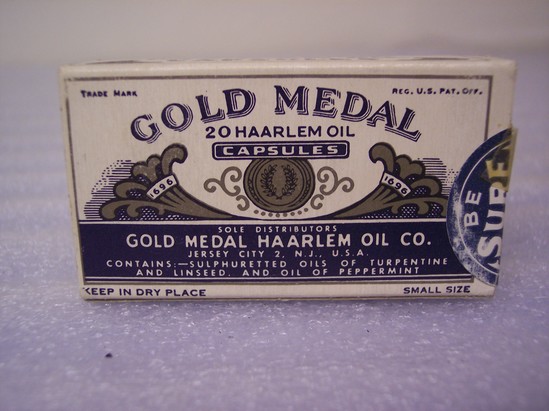 TRADE MARK
REG. U.S. PAT. OFF.
GOLD MEDAL
20 HAARLEM OIL
CAPSULES
1696
1696
BE
SURE
SOLE DISTRIBUTORS
GOLD MEDAL HAARLEM OIL CO.
JERSEY CITY 2, N.J., U.S.A.
CONTAINS:—SULPHURETTED OILS OF TURPENTINE
AND LINSEED, AND OIL OF PEPPERMINT
KEEP IN DRY PLACE
SMALL SIZE